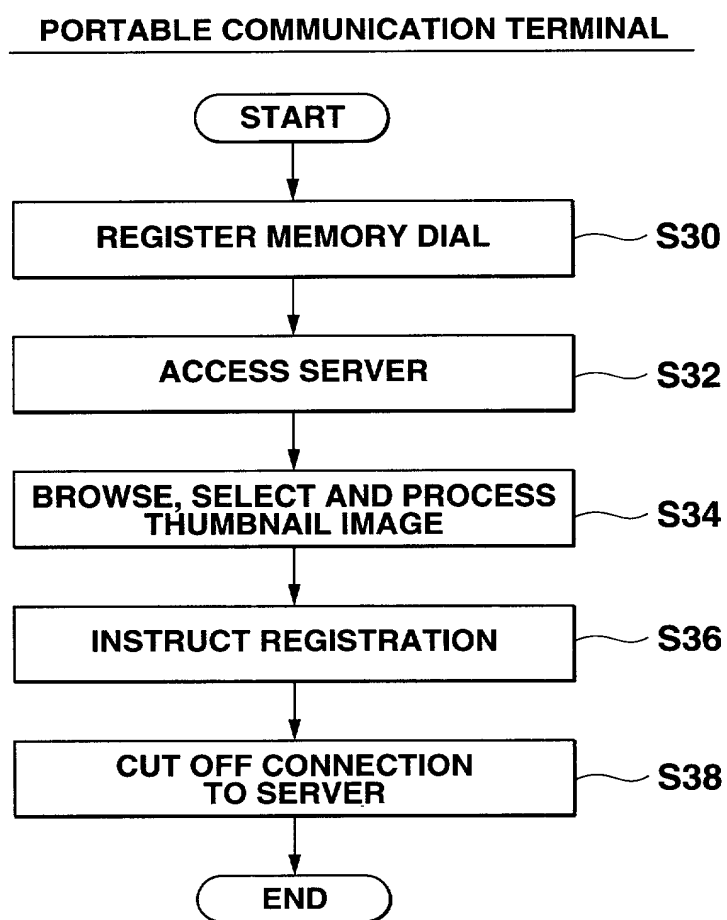 PORTABLE COMMUNICATION TERMINAL
START
REGISTER MEMORY DIAL
S30
ACCESS SERVER
S32
BROWSE, SELECT AND PROCESS
THUMBNAIL IMAGE
S34
INSTRUCT REGISTRATION
S36
CUT OFF CONNECTION
TO SERVER
S38
END